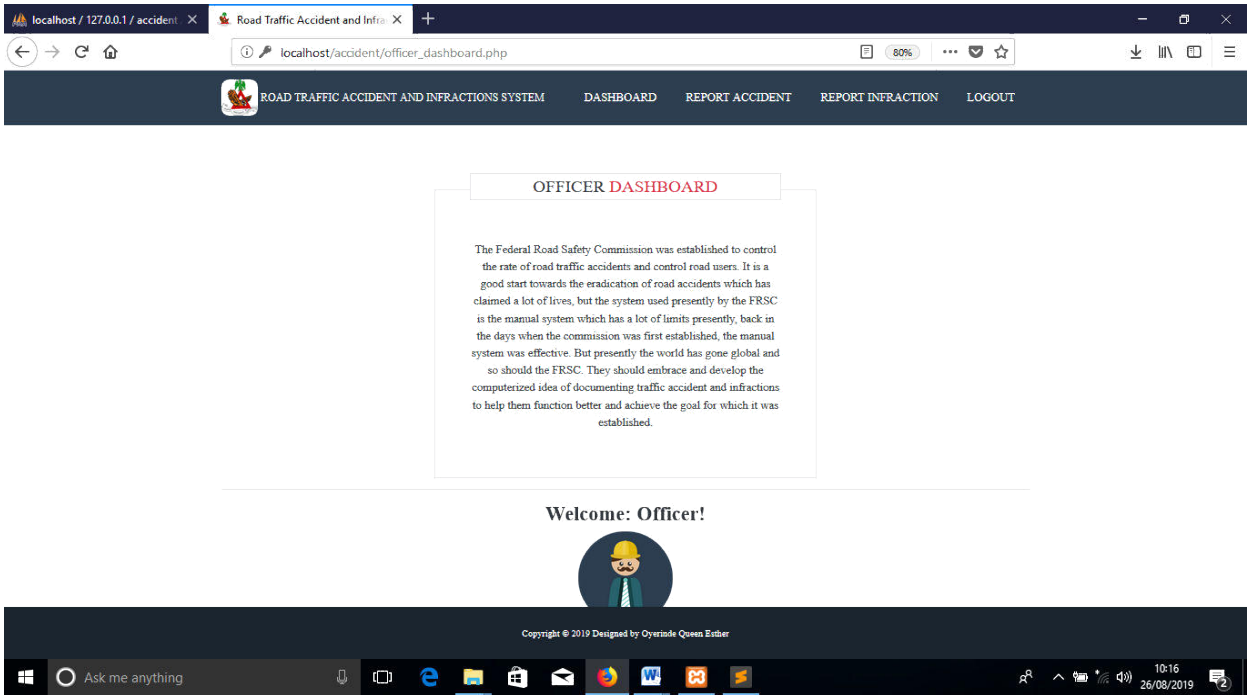 localhost / 127.0.0.1 / accident
Road Traffic Accident and Infra
localhost/accident/officer_dashboard.php
80%
ROAD TRAFFIC ACCIDENT AND INFRACTIONS SYSTEM
DASHBOARD
REPORT ACCIDENT
REPORT INFRACTION
LOGOUT
OFFICER DASHBOARD
The Federal Road Safety Commission was established to control
the rate of road traffic accidents and control road users. It is a
good start towards the eradication of road accidents which has
claimed a lot of lives, but the system used presently by the FRSC
is the manual system which has a lot of limits presently, back in
the days when the commission was first established, the manual
system was effective. But presently the world has gone global and
so should the FRSC. They should embrace and develop the
computerized idea of documenting traffic accident and infractions
to help them function better and achieve the goal for which it was
established.
Welcome: Officer!
Copyright © 2019 Designed by Oyerinde Queen Esther
Ask me anything
10:16
26/08/2019
2